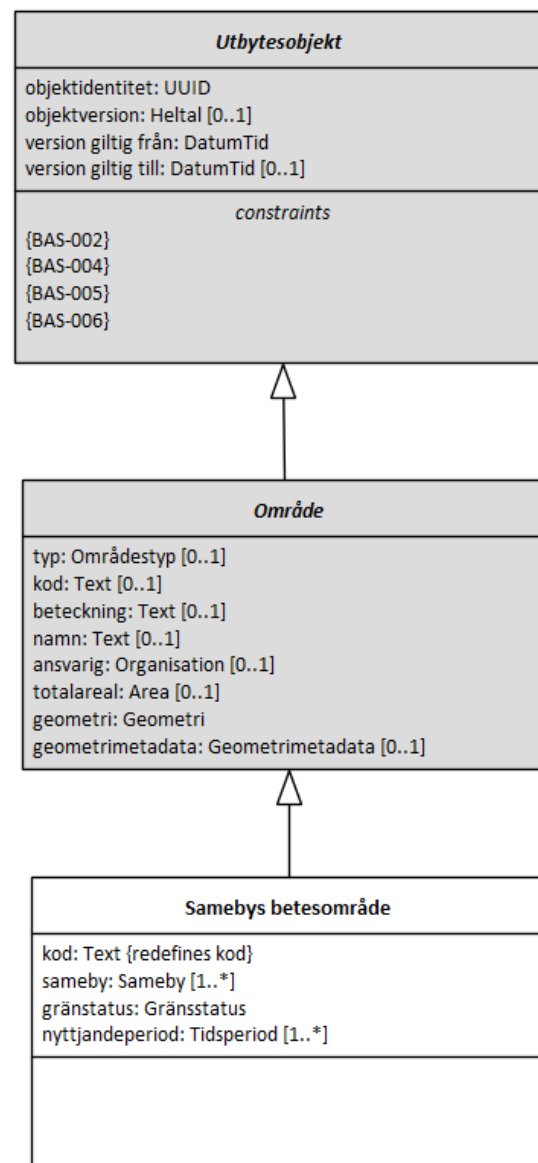 Utbytesobjekt
objektidentitet: UUID
objektversion: Heltal [0..1]
version giltig från: DatumTid
version giltig till: DatumTid [0..1]
constraints
{BAS-002}
{BAS-004}
{BAS-005}
{BAS-006}
Område
typ: Områdestyp [0..1]
kod: Text [0..1]
beteckning: Text [0..1]
namn: Text [0..1]
ansvarig: Organisation [0..1]
totalareal: Area [0..1]
geometri: Geometri
geometrimetadata: Geometrimetadata [0..1]
Samebys betesområde
kod: Text {redefines kod}
sameby: Sameby [1..*]
gränstatus: Gränsstatus
nyttjandeperiod: Tidsperiod [1..*]